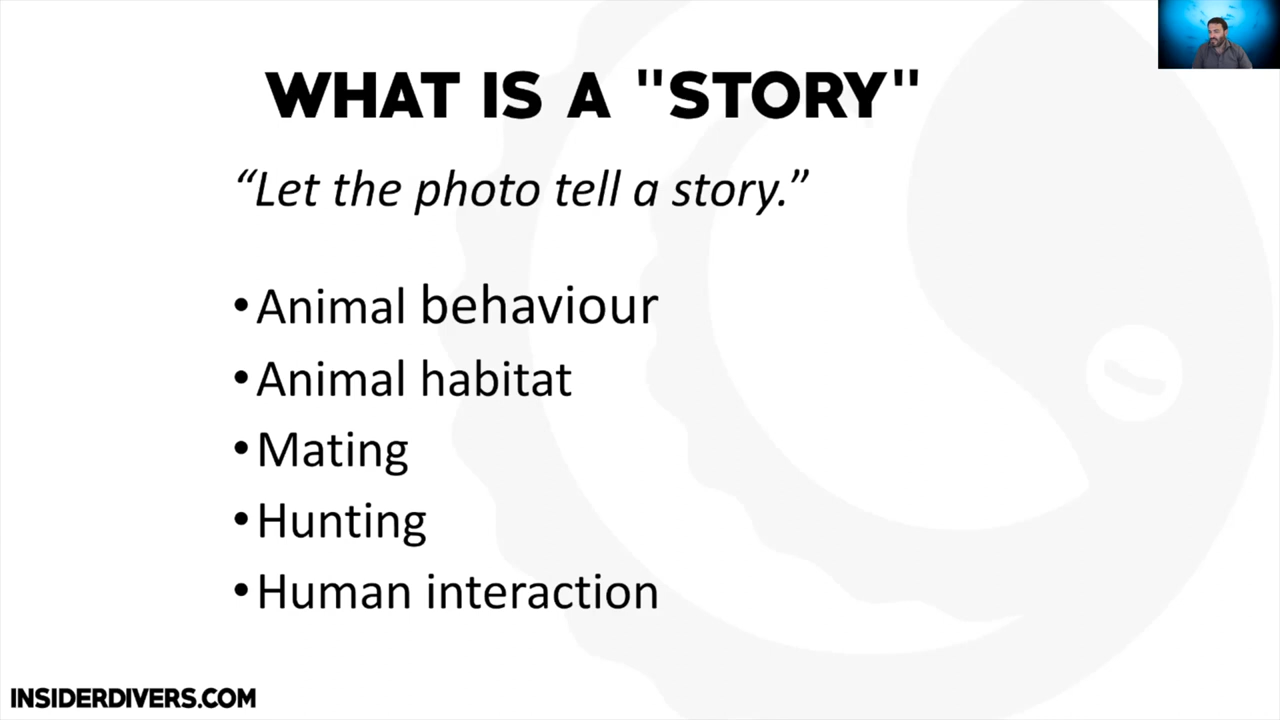 WHAT IS A "STORY"
“Let the photo tell a story.”
•Animal behaviour
•Animal habitat
•Mating
•Hunting
•Human interaction
INSIDERDIVERS.COM